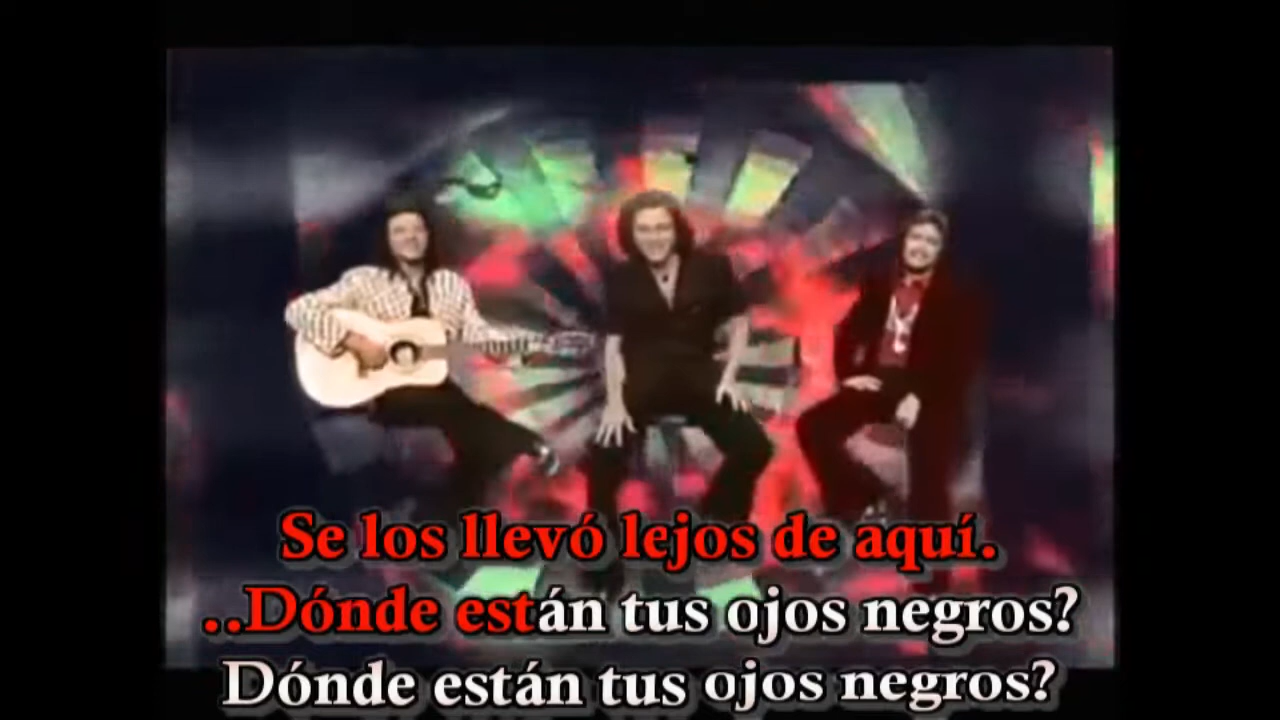 Se los llevó lejos de aquí.
..Dónde están tus ojos negros?
Dónde están tus ojos negros?